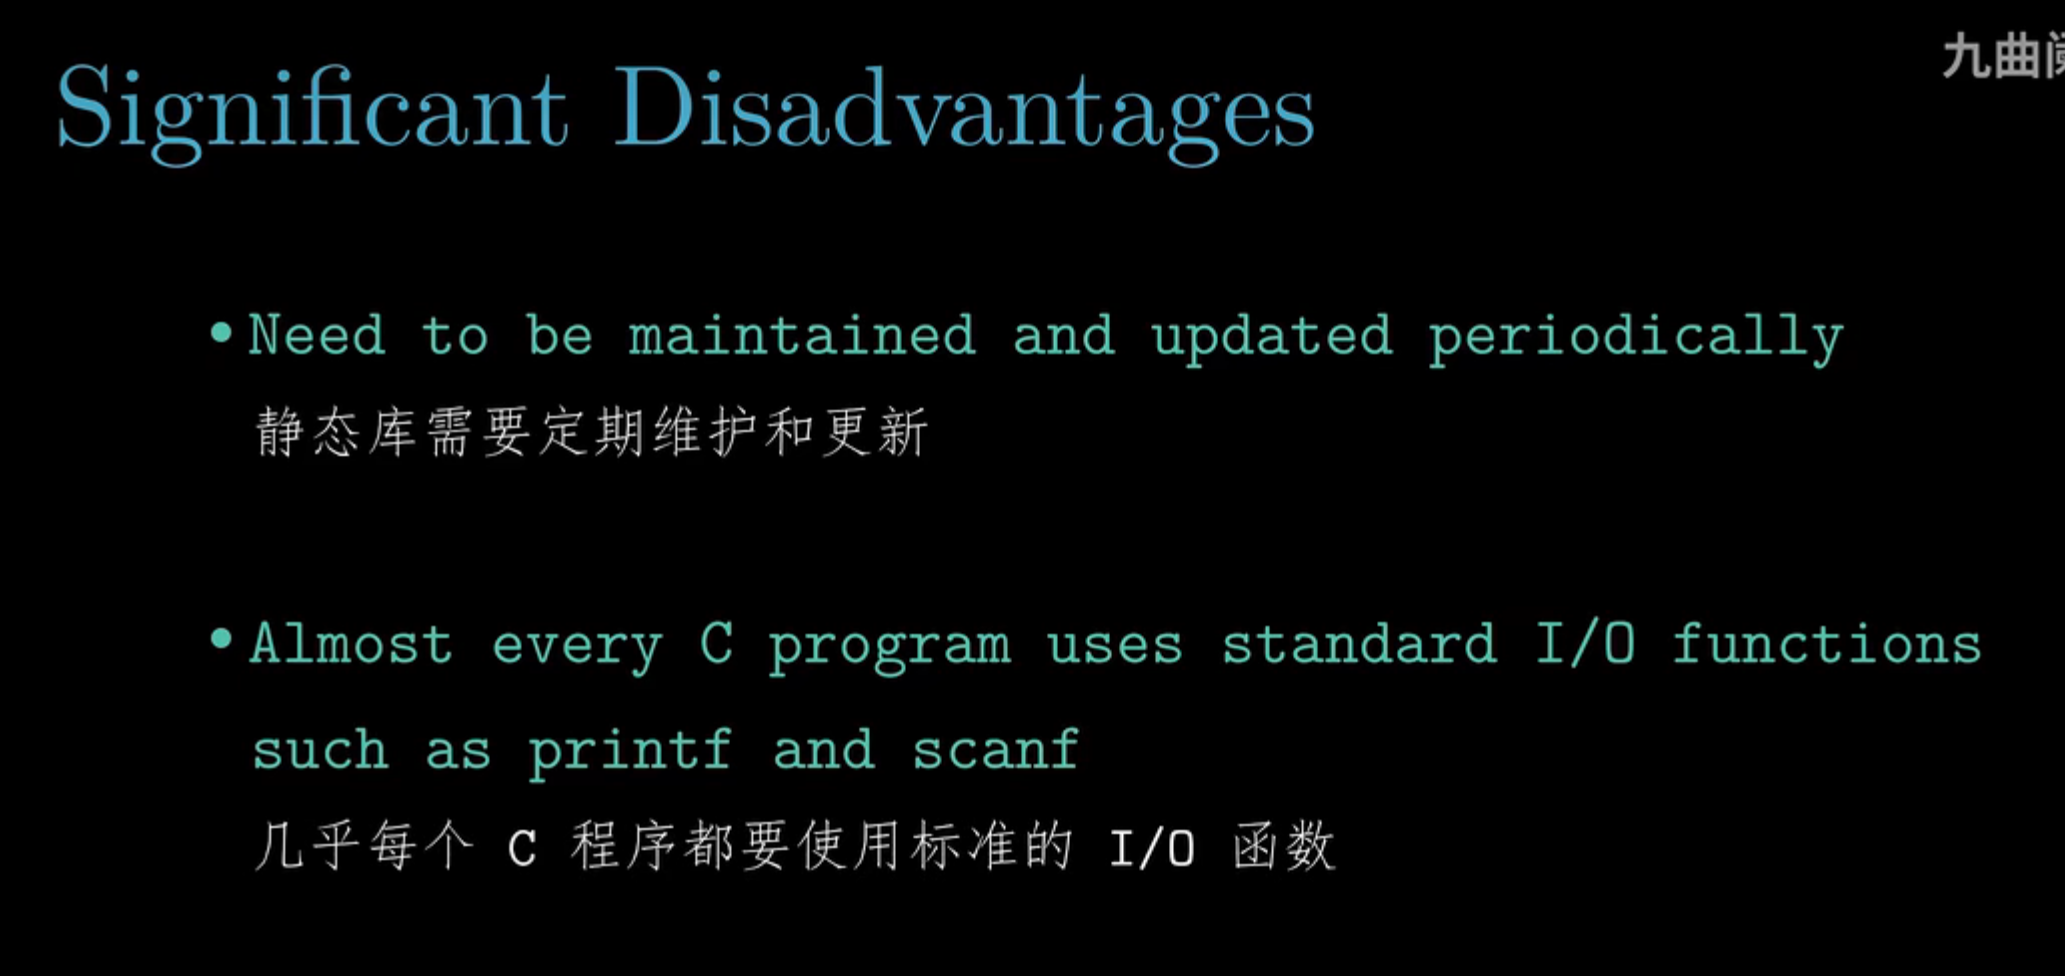 Significant Disadvantages
九曲
•Need to be maintained and updated periodically
静态库需要定期维护和更新
•Almost every C program uses standard I/O functions
such as printf and scanf
几乎每个 C 程序都要使用标准的 I/O 函数